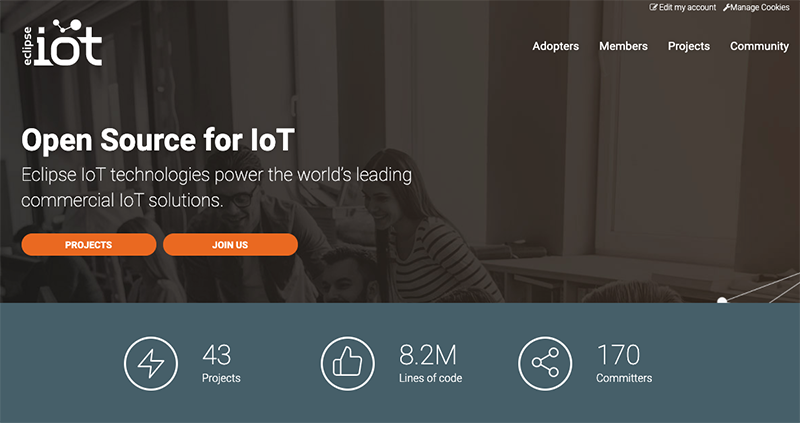 Edit my account Manage Cookies
eclipse
iot
Adopters Members Projects Community
Open Source for IoT
Eclipse IoT technologies power the world's leading
commercial IoT solutions.
PROJECTS JOIN US
43 8.2M 170
Projects Lines of code Committers